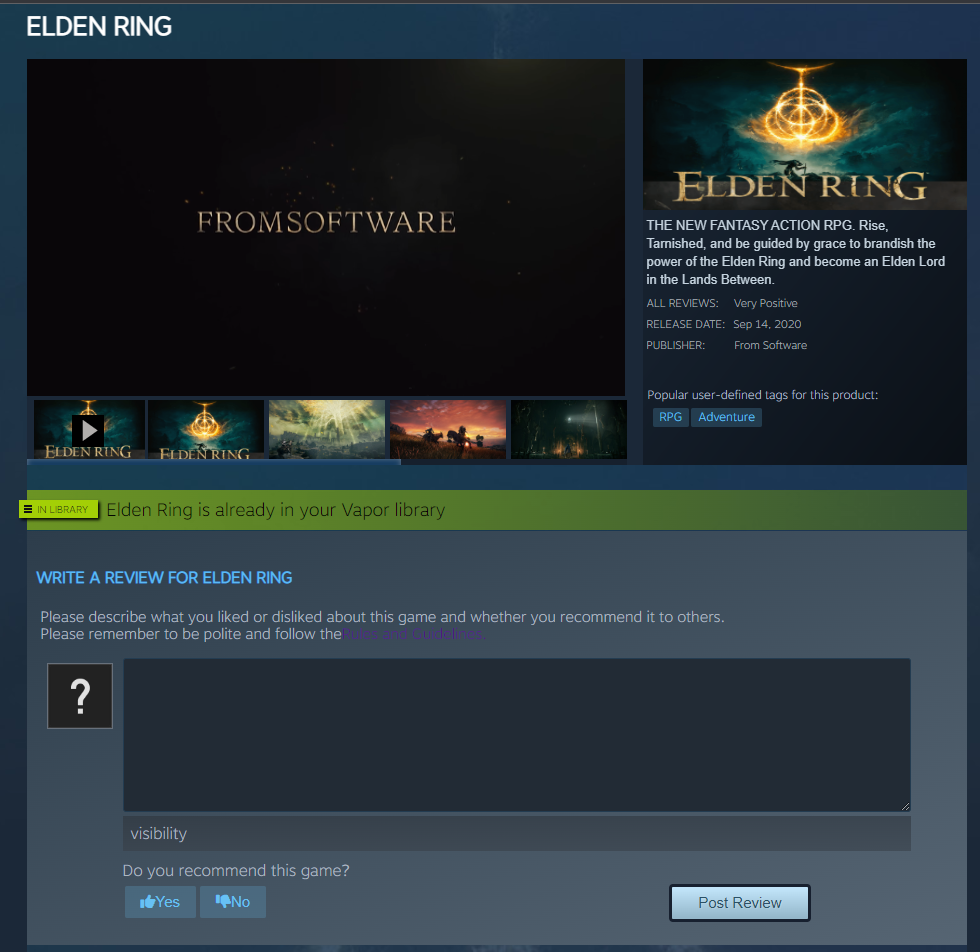 ELDEN RING
FROMSOFTWARE
ELDEN RING
THE NEW FANTASY ACTION RPG. Rise,
Tarnished, and be guided by grace to brandish the
power of the Elden Ring and become an Elden Lord
in the Lands Between.
ALL REVIEWS: Very Positive
RELEASE DATE: Sep 14, 2020
PUBLISHER: From Software
Popular user-defined tags for this product:
RPG Adventure
ELDEN RING ELDEN RING
IN LIBRARY Elden Ring is already in your Vapor library
WRITE A REVIEW FOR ELDEN RING
Please describe what you liked or disliked about this game and whether you recommend it to others.
Please remember to be polite and follow theRules and Guidelines.
?
visibility
Do you recommend this game?
Yes No
Post Review